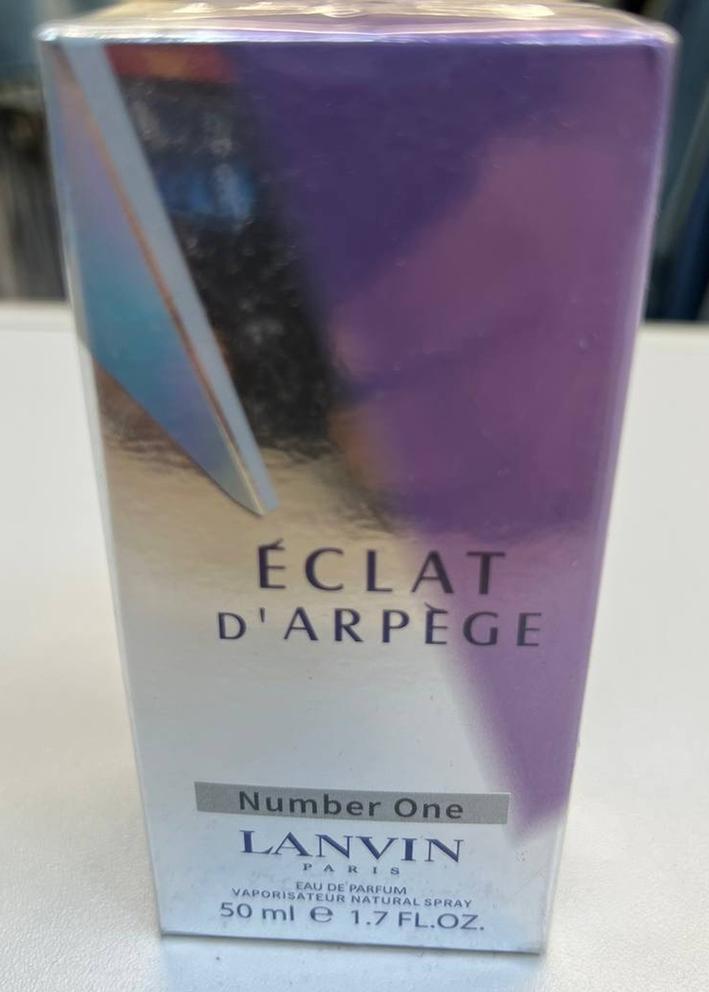 ÉCLAT
D'ARPÈGE
Number One
LANVIN
PARIS
EAU DE PARFUM
VAPORISATEUR NATURAL SPRAY
50 ml ℮ 1.7 FL.OZ.